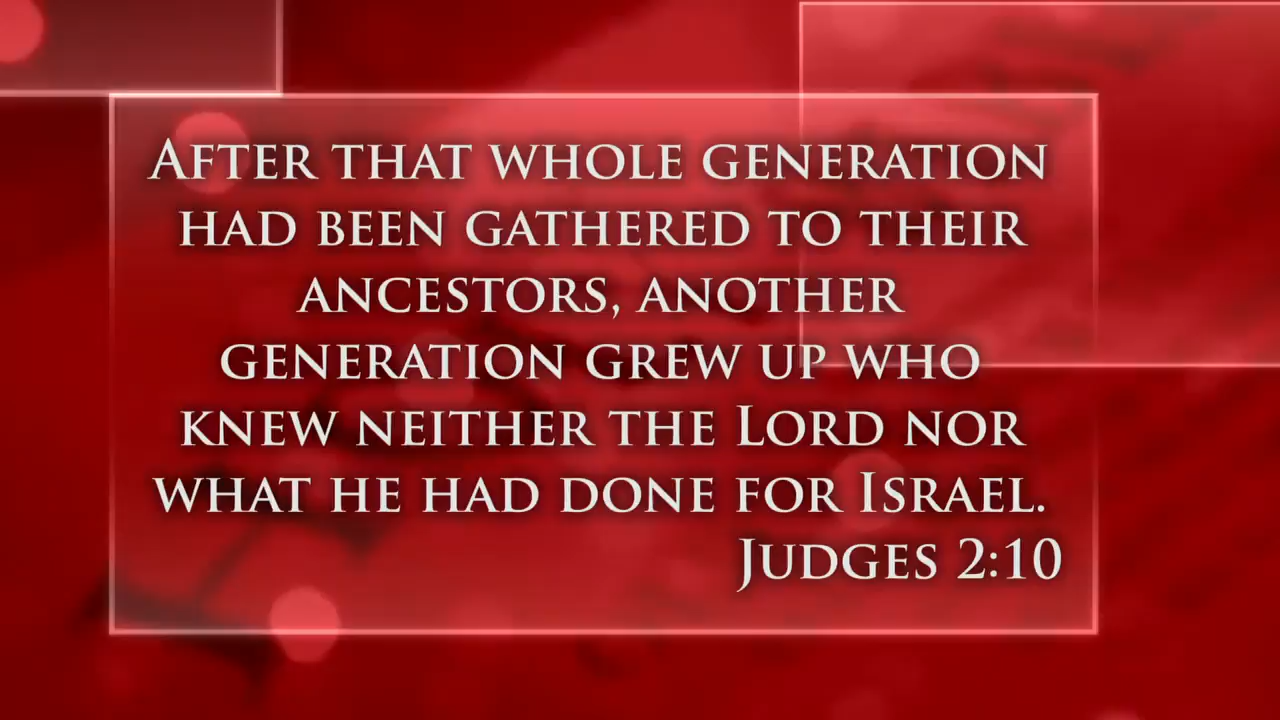 After that whole generation
had been gathered to their
ancestors, another
generation grew up who
knew neither the Lord nor
what he had done for Israel.
Judges 2:10